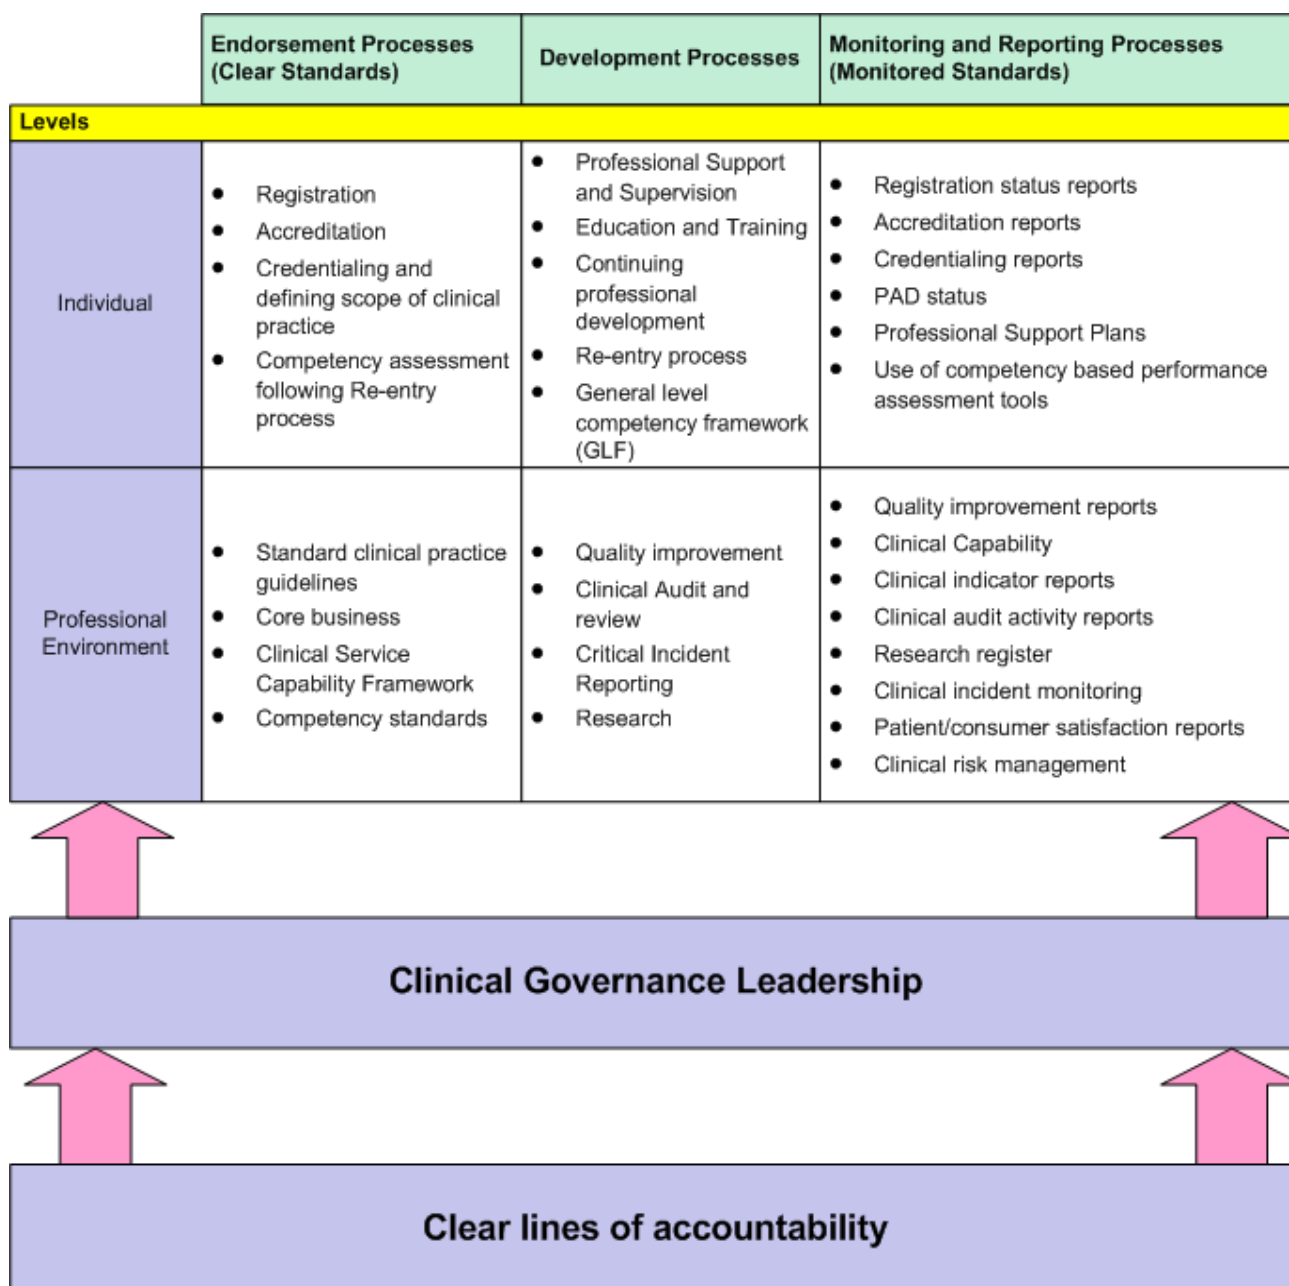 Endorsement Processes
(Clear Standards)
Development Processes
Monitoring and Reporting Processes
(Monitored Standards)
Levels
Individual
● Registration
● Accreditation
● Credentialing and
defining scope of clinical
practice
● Competency assessment
following Re-entry
process
● Professional Support
and Supervision
● Education and Training
● Continuing
professional
development
● Re-entry process
● General level
competency framework
(GLF)
● Registration status reports
● Accreditation reports
● Credentialing reports
● PAD status
● Professional Support Plans
● Use of competency based performance
assessment tools
Professional
Environment
● Standard clinical practice
guidelines
● Core business
● Clinical Service
Capability Framework
● Competency standards
● Quality improvement
● Clinical Audit and
review
● Critical Incident
Reporting
● Research
● Quality improvement reports
● Clinical Capability
● Clinical indicator reports
● Clinical audit activity reports
● Research register
● Clinical incident monitoring
● Patient/consumer satisfaction reports
● Clinical risk management
Clinical Governance Leadership
Clear lines of accountability